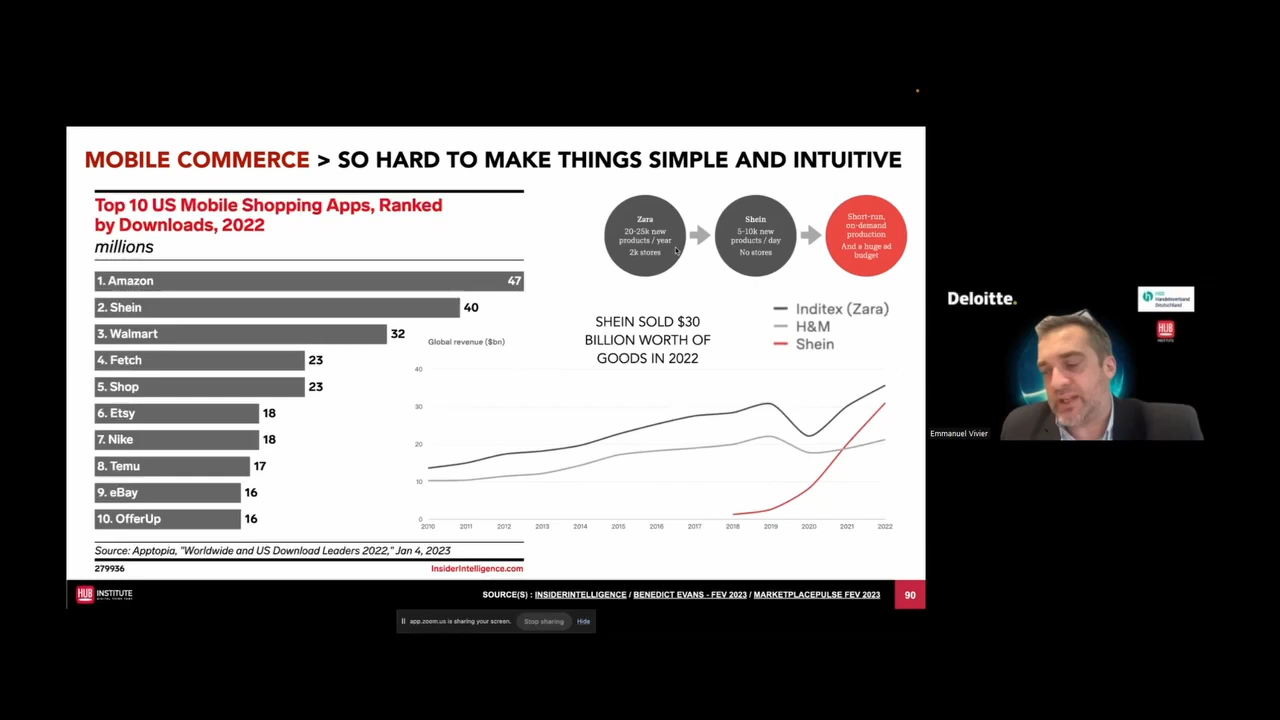 MOBILE COMMERCE > SO HARD TO MAKE THINGS SIMPLE AND INTUITIVE
Top 10 US Mobile Shopping Apps, Ranked
by Downloads, 2022
millions
1. Amazon 47
2. Shein 40
3. Walmart 32
4. Fetch 23
5. Shop 23
6. Etsy 18
7. Nike 18
8. Temu 17
9. eBay 16
10. OfferUp 16
Source: Apptopia, "Worldwide and US Download Leaders 2022," Jan 4, 2023
279936 InsiderIntelligence.com
Zara
20-25k new
products / year
2k stores
Shein
5-10k new
products / day
No stores
Short-run,
on-demand
production
And a huge ad
budget
SHEIN SOLD $30
BILLION WORTH OF
GOODS IN 2022
Inditex (Zara)
H&M
Shein
Global revenue ($bn)
40
30
20
10
0
2010 2011 2012 2013 2014 2015 2016 2017 2018 2019 2020 2021 2022
HUB INSTITUTE
SOURCE(S) : INSIDERINTELLIGENCE / BENEDICT EVANS - FEV 2023 / MARKETPLACEPULSE FEV 2023
90
app.zoom.us is sharing your screen. Stop sharing Hide
Deloitte.
Handelsverband
Deutschland
HUB
INSTITUTE
Emmanuel Vivier